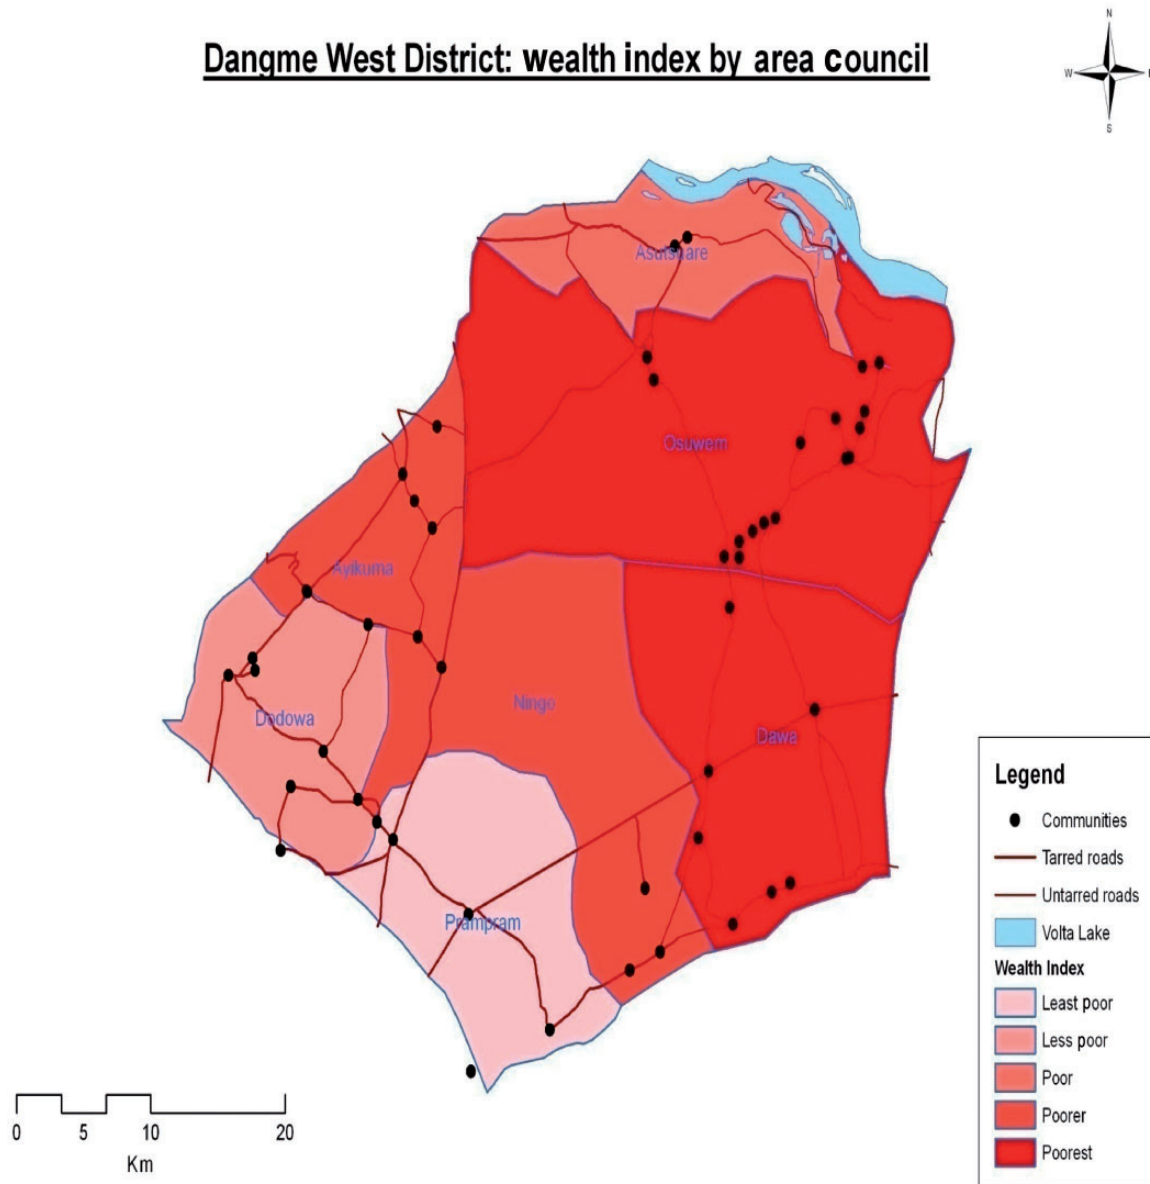 Dangme West District: wealth index by area council
N
W
E
S
Asutsuare
Osuwem
Ayikuma
Ningo
Dodowa
Dawa
Prampram
Legend
Communities
Tarred roads
Untarred roads
Volta Lake
Wealth Index
Least poor
Less poor
Poor
Poorer
Poorest
0 5 10 20
Km